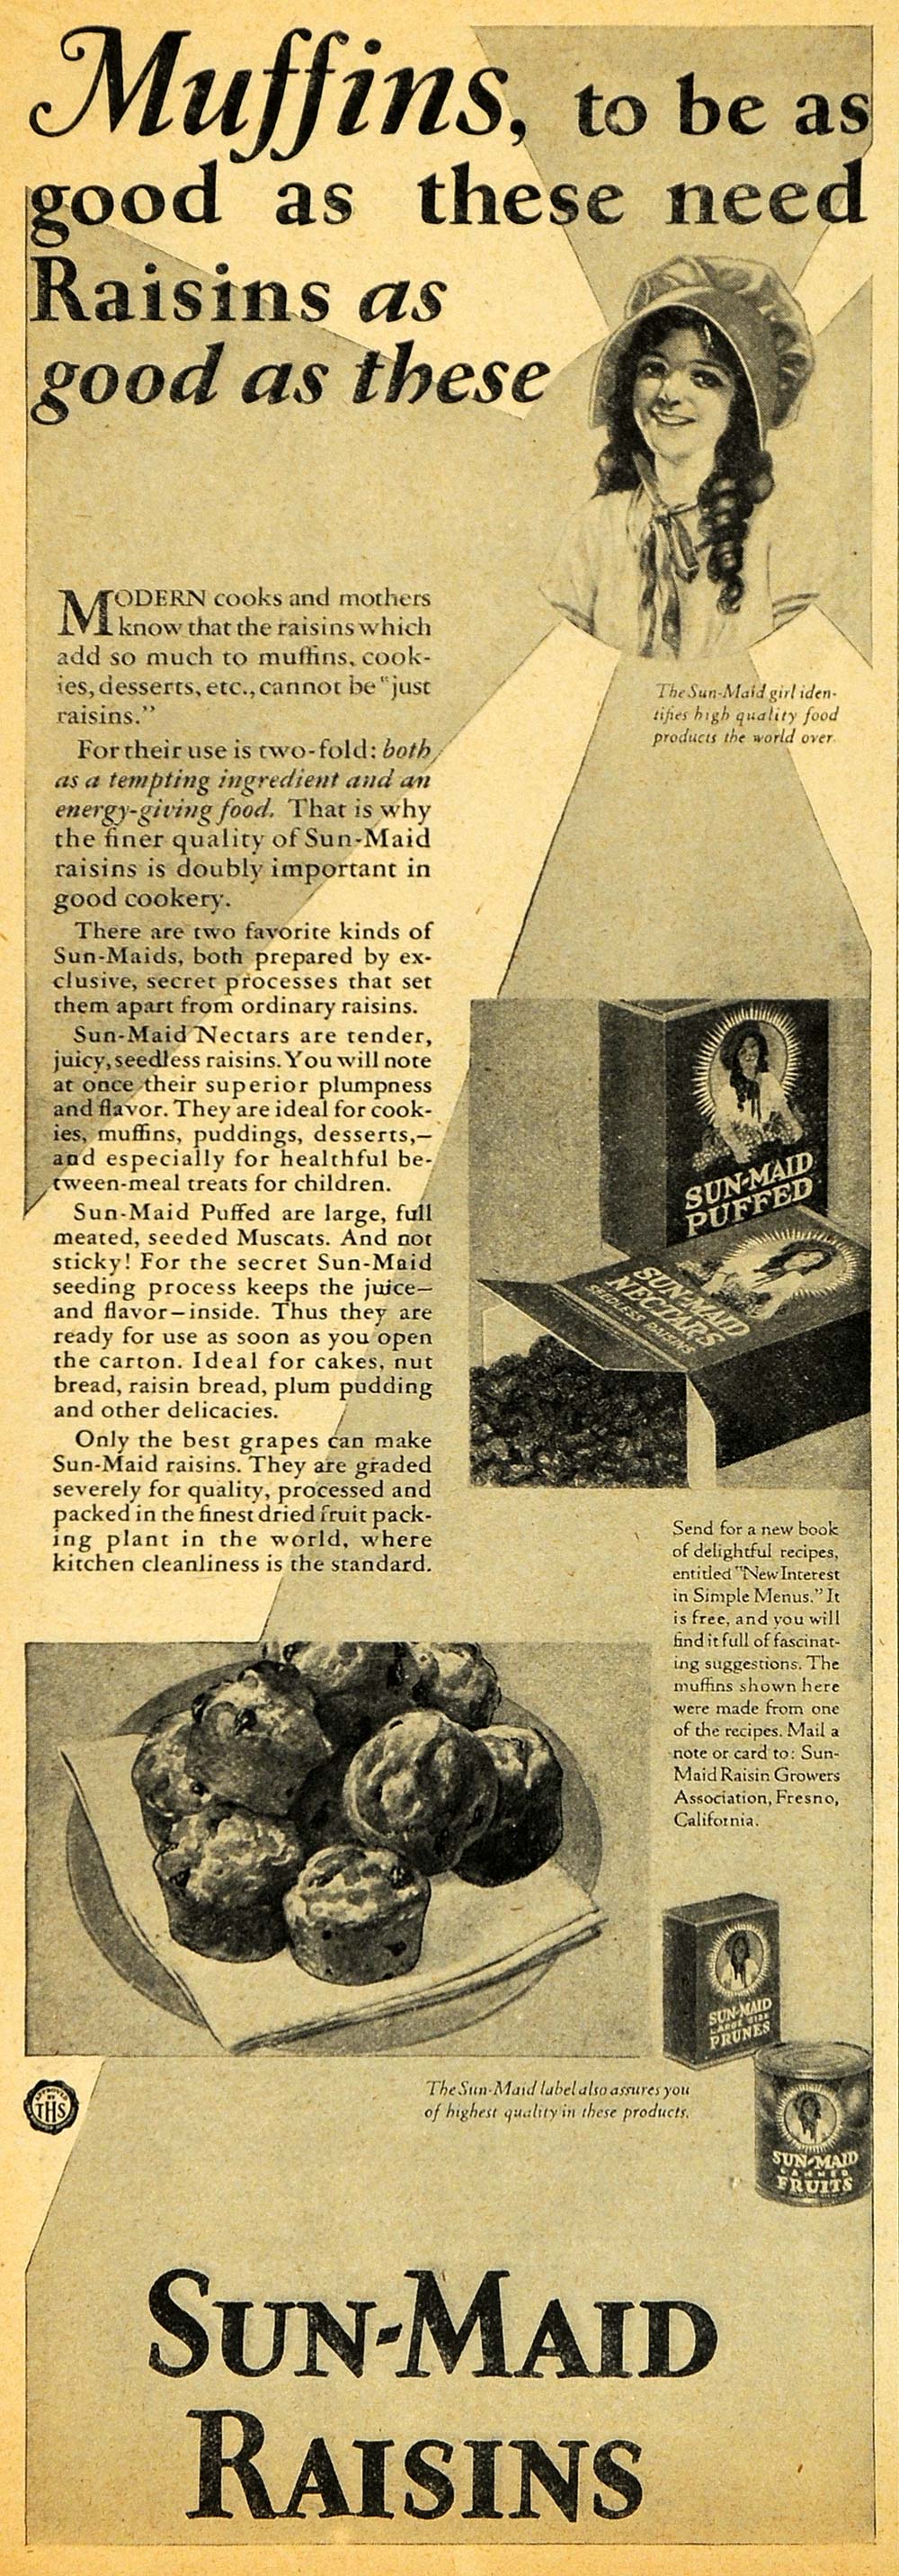 Muffins, to be as
good as these need
Raisins as
good as these
MODERN cooks and mothers
know that the raisins which
add so much to muffins, cook-
ies, desserts, etc., cannot be "just
raisins."
For their use is two-fold: both
as a tempting ingredient and an
energy-giving food. That is why
the finer quality of Sun-Maid
raisins is doubly important in
good cookery.
There are two favorite kinds of
Sun-Maids, both prepared by ex-
clusive, secret processes that set
them apart from ordinary raisins.
Sun-Maid Nectars are tender,
juicy, seedless raisins. You will note
at once their superior plumpness
and flavor. They are ideal for cook-
ies, muffins, puddings, desserts,—
and especially for healthful be-
tween-meal treats for children.
Sun-Maid Puffed are large, full
meated, seeded Muscats. And not
sticky! For the secret Sun-Maid
seeding process keeps the juice—
and flavor—inside. Thus they are
ready for use as soon as you open
the carton. Ideal for cakes, nut
bread, raisin bread, plum pudding
and other delicacies.
Only the best grapes can make
Sun-Maid raisins. They are graded
severely for quality, processed and
packed in the finest dried fruit pack-
ing plant in the world, where
kitchen cleanliness is the standard.
The Sun-Maid girl iden-
tifies high quality food
products the world over.
SUN-MAID
PUFFED
SUN-MAID
NECTARS
SEEDLESS RAISINS
Send for a new book
of delightful recipes,
entitled "New Interest
in Simple Menus." It
is free, and you will
find it full of fascinat-
ing suggestions. The
muffins shown here
were made from one
of the recipes. Mail a
note or card to: Sun-
Maid Raisin Growers
Association, Fresno,
California.
SUN-MAID
LARGE SIZE
PRUNES
SUN-MAID
CANNED
FRUITS
The Sun-Maid label also assures you
of highest quality in these products.
APPROVED
BY
THS
SUN-MAID
RAISINS